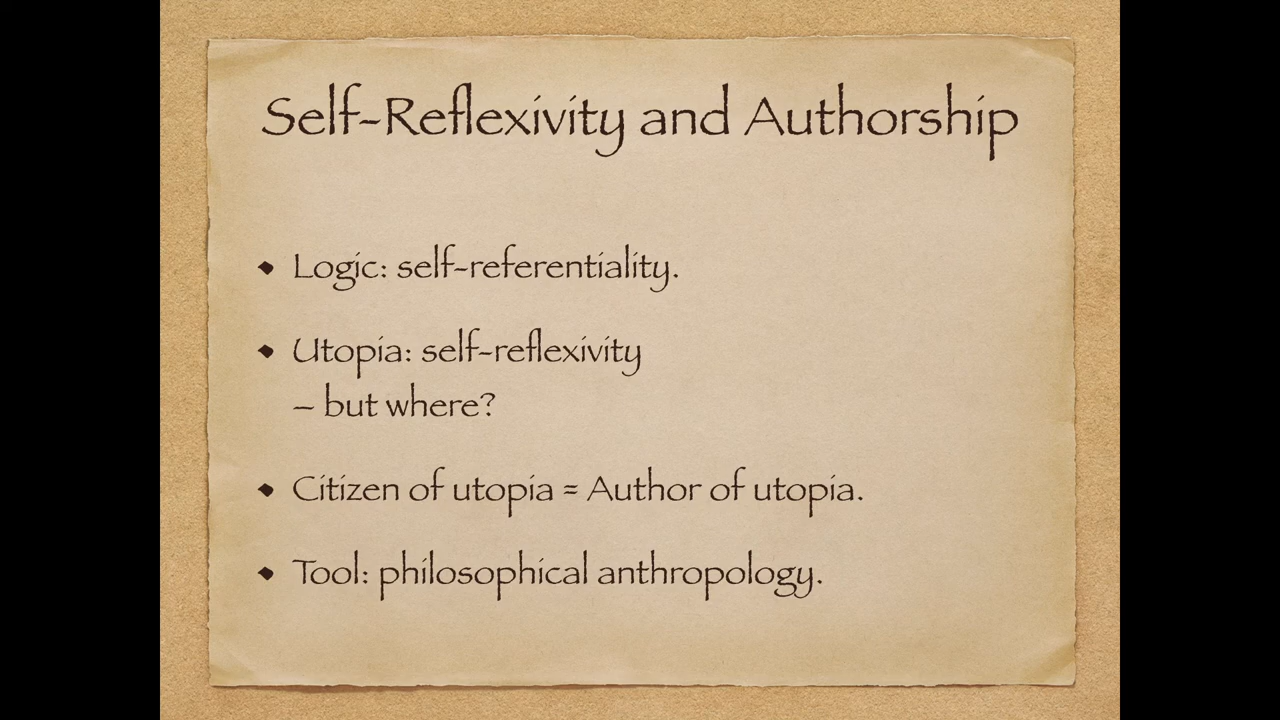 Self-Reflexivity and Authorship
• Logic: self-referentiality.
• Utopia: self-reflexivity
– but where?
• Citizen of utopia = Author of utopia.
• Tool: philosophical anthropology.